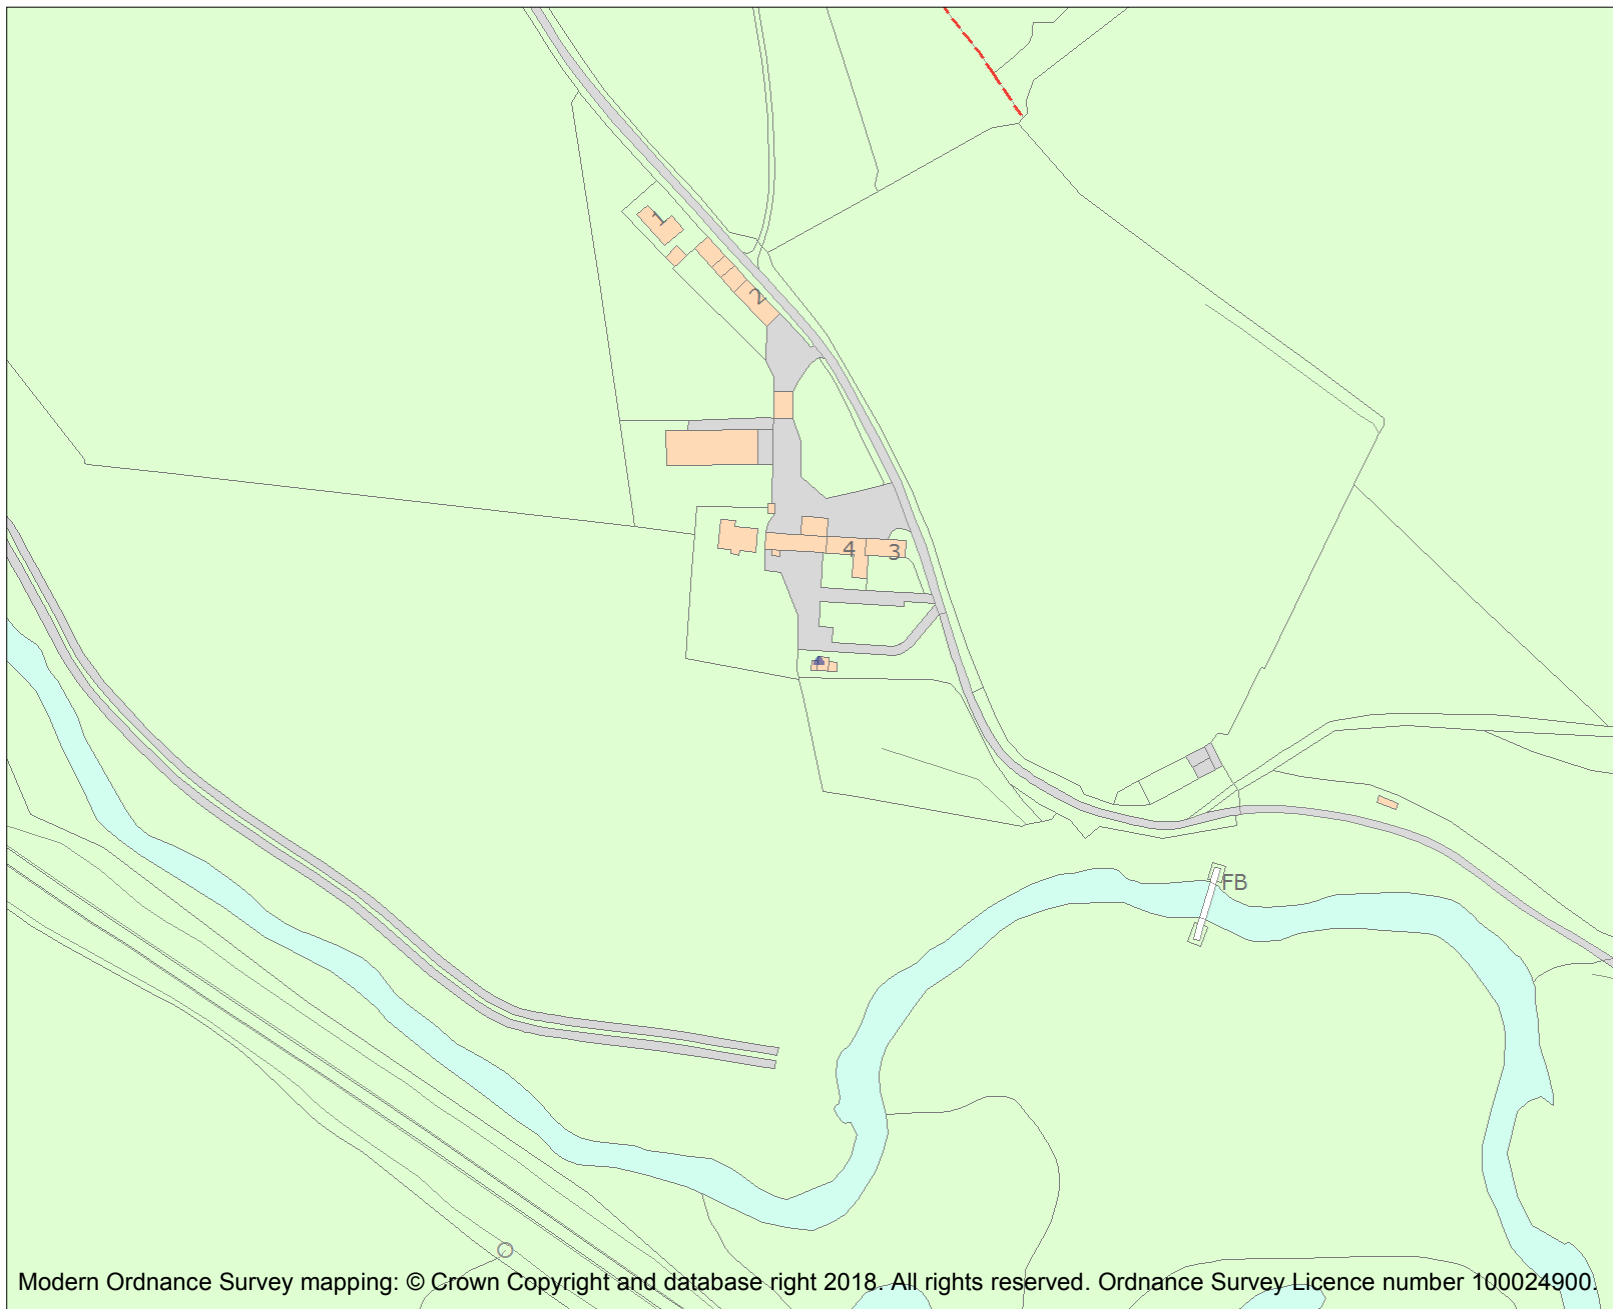 1
2
4 3
FB
Modern Ordnance Survey mapping: © Crown Copyright and database right 2018. All rights reserved. Ordnance Survey Licence number 100024900.